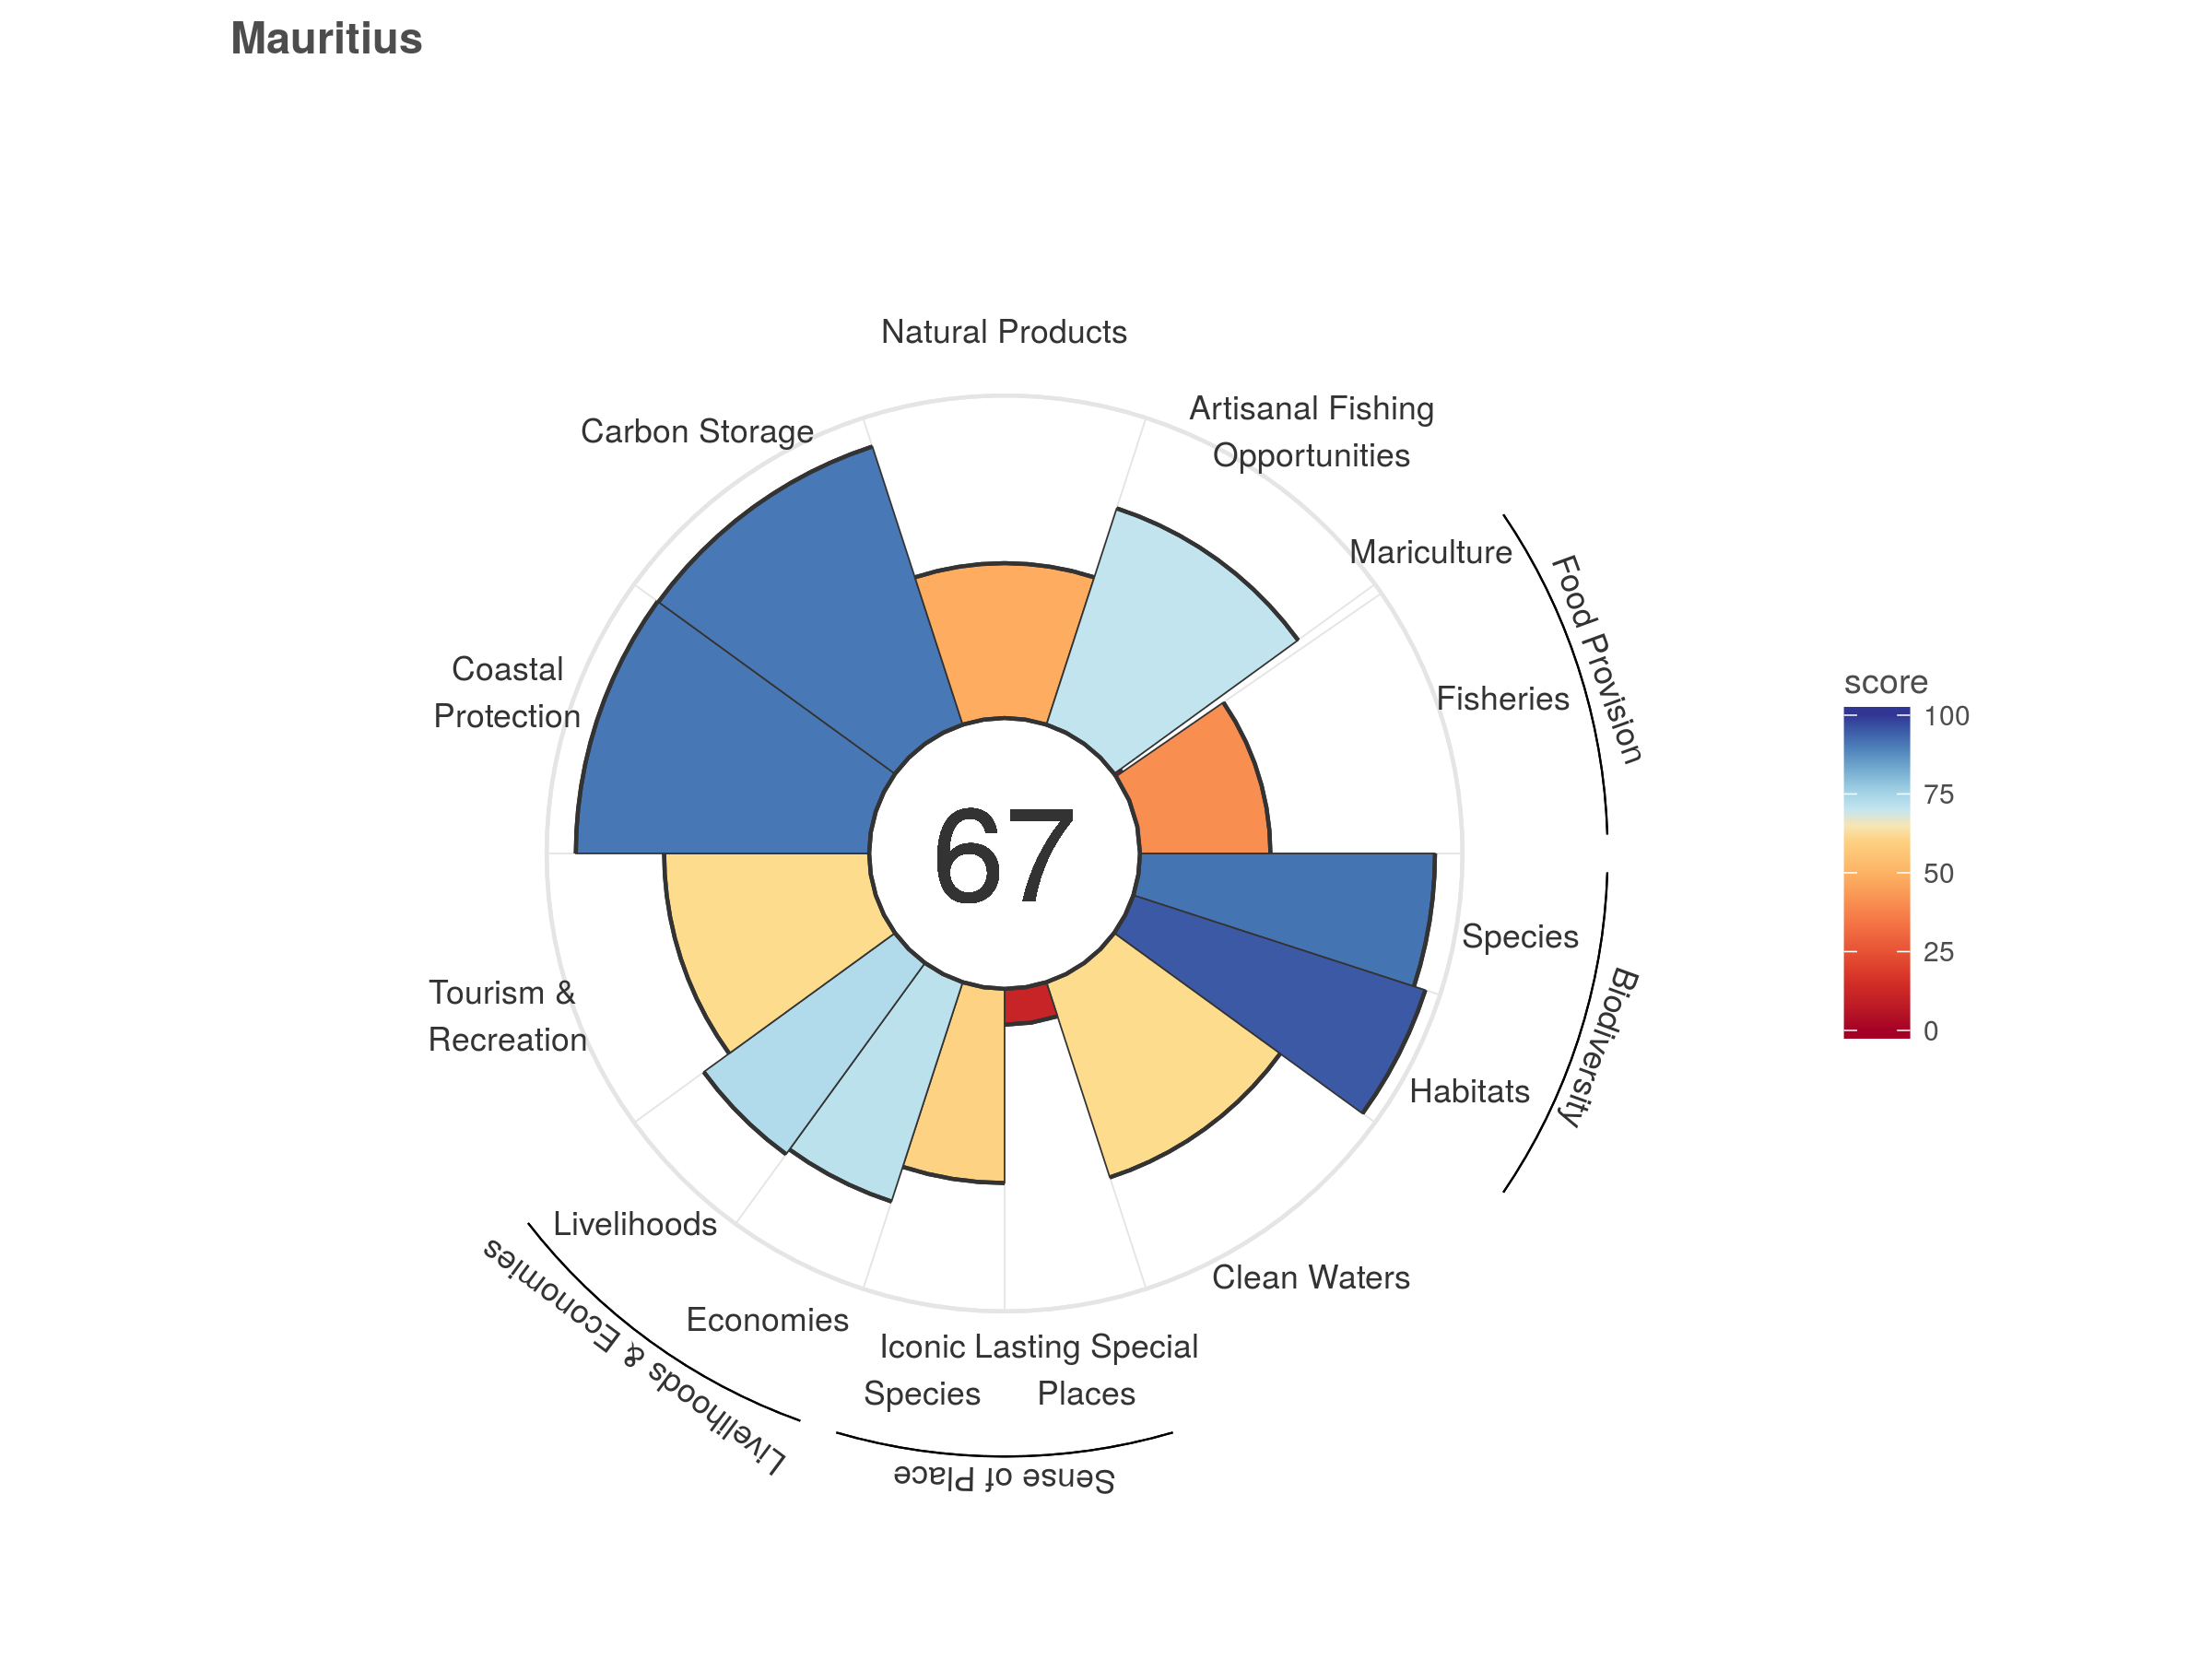 Mauritius
Natural Products
Artisanal Fishing
Opportunities
Carbon Storage
Mariculture
Food Provision
Coastal
Protection
Fisheries
score
100
75
50
25
0
67
Species
Biodiversity
Tourism &
Recreation
Habitats
Livelihoods
Clean Waters
Economies
Livelihoods & Economies
Iconic
Species
Lasting Special
Places
Sense of Place